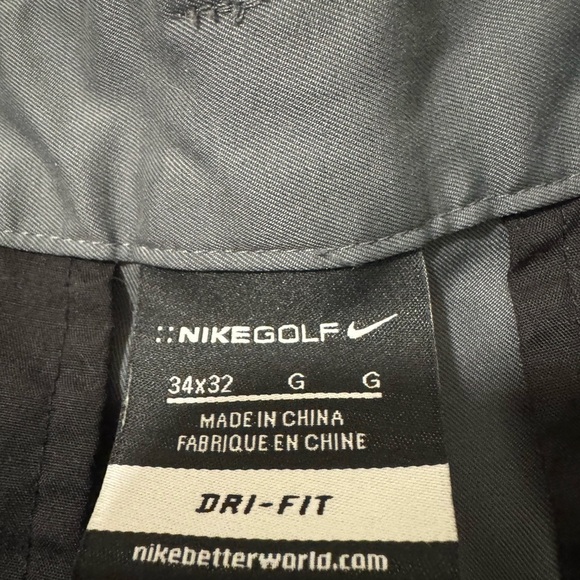 NIKEGOLF
34x32 G G
MADE IN CHINA
FABRIQUE EN CHINE
DRI-FIT
nikebetterworld.com